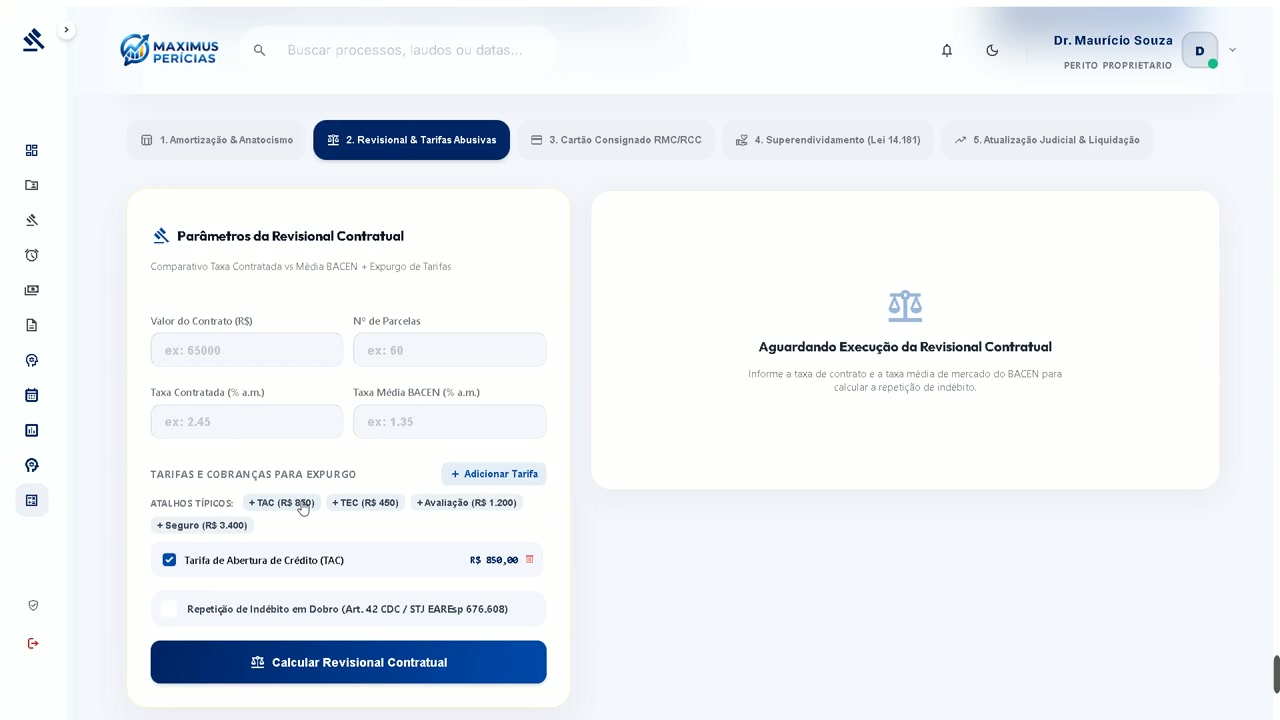 MAXIMUS
PERÍCIAS
Buscar processos, laudos ou datas...
Dr. Maurício Souza
PERITO PROPRIETARIO
D
1. Amortização & Anatocismo
2. Revisional & Tarifas Abusivas
3. Cartão Consignado RMC/RCC
4. Superendividamento (Lei 14.181)
5. Atualização Judicial & Liquidação
Parâmetros da Revisional Contratual
Comparativo Taxa Contratada vs Média BACEN + Expurgo de Tarifas
Valor do Contrato (R$)
Nº de Parcelas
ex: 65000
ex: 60
Taxa Contratada (% a.m.)
Taxa Média BACEN (% a.m.)
ex: 2.45
ex: 1.35
TARIFAS E COBRANÇAS PARA EXPURGO
+ Adicionar Tarifa
ATALHOS TÍPICOS:
+ TAC (R$ 850)
+ TEC (R$ 450)
+ Avaliação (R$ 1.200)
+ Seguro (R$ 3.400)
Tarifa de Abertura de Crédito (TAC)
R$ 850,00
Repetição de Indébito em Dobro (Art. 42 CDC / STJ EAREsp 676.608)
Calcular Revisional Contratual
Aguardando Execução da Revisional Contratual
Informe a taxa de contrato e a taxa média de mercado do BACEN para
calcular a repetição de indébito.